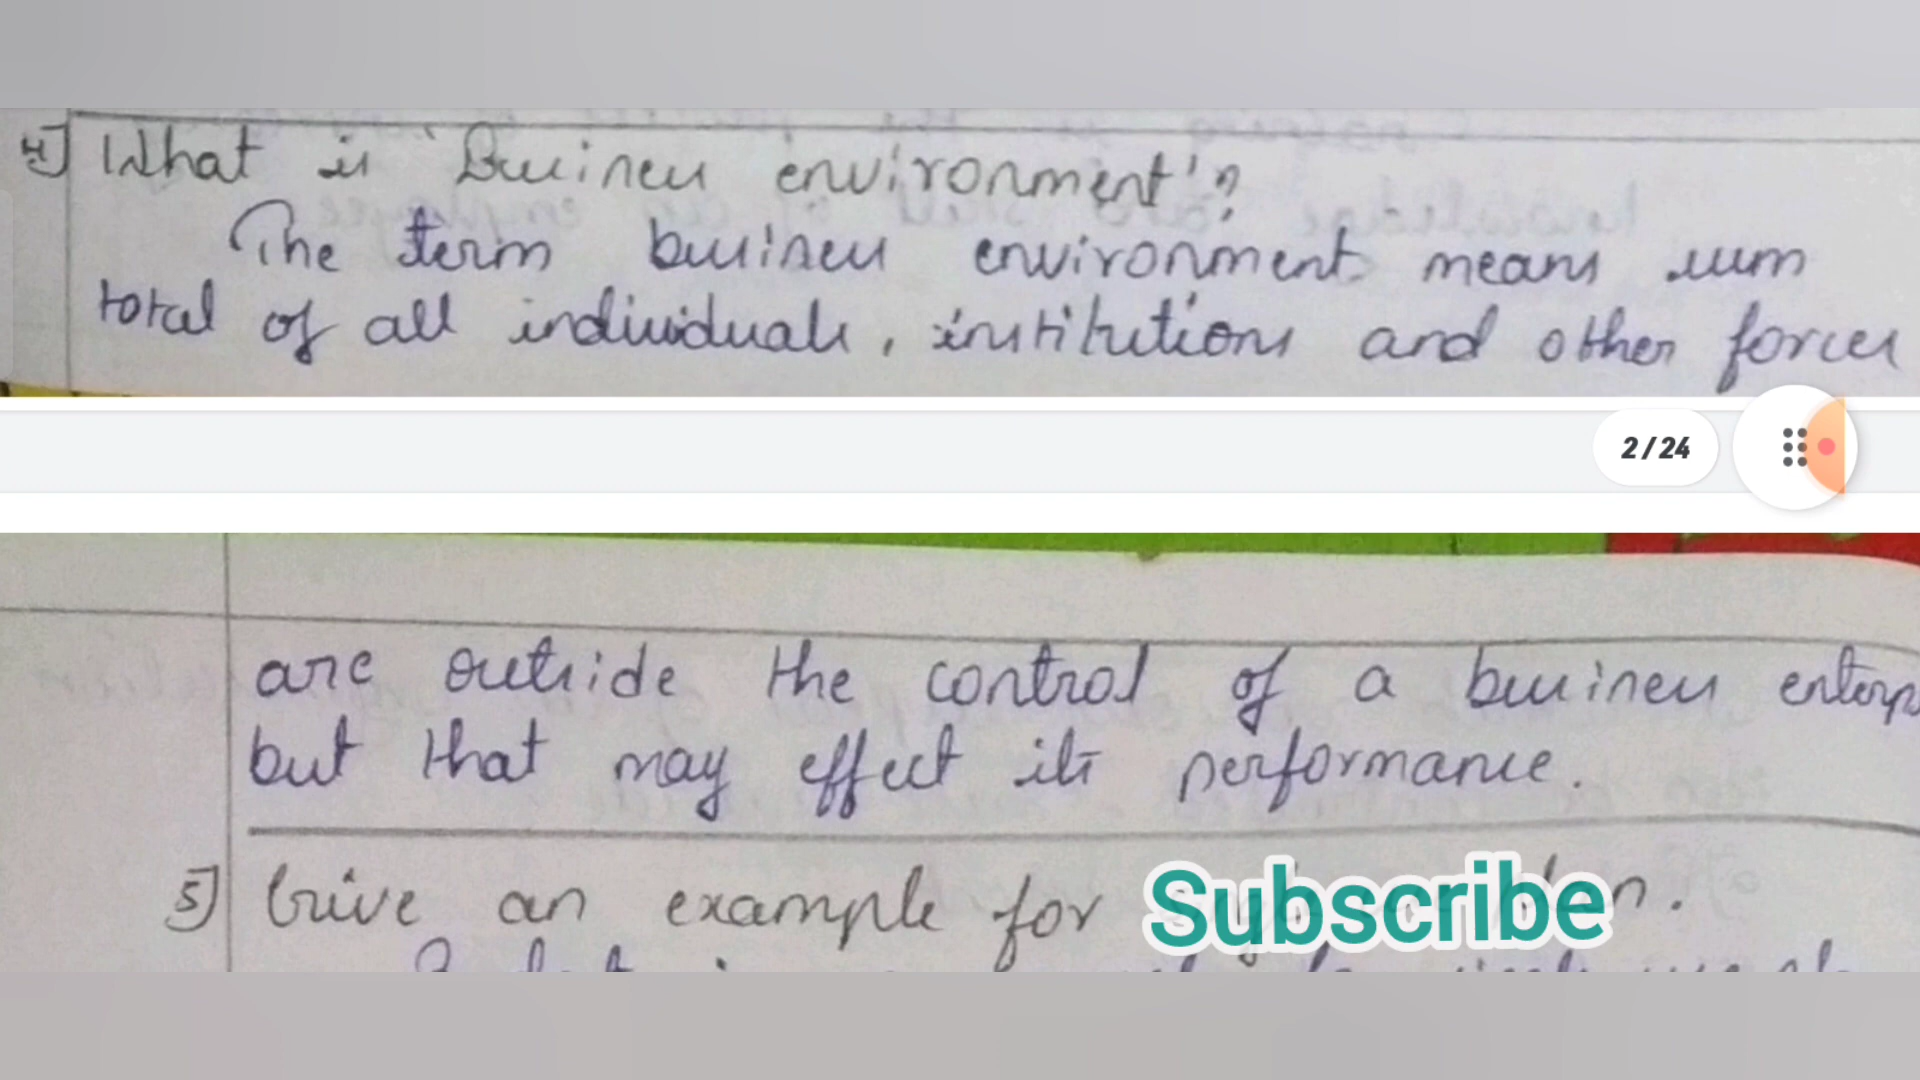 4] What is 'Business environment'?
The term business environment means sum
total of all individuals, institutions and other forces
2/24
are outside the control of a business enterp
but that may effect its performance.
5] Give an example for
Subscribe